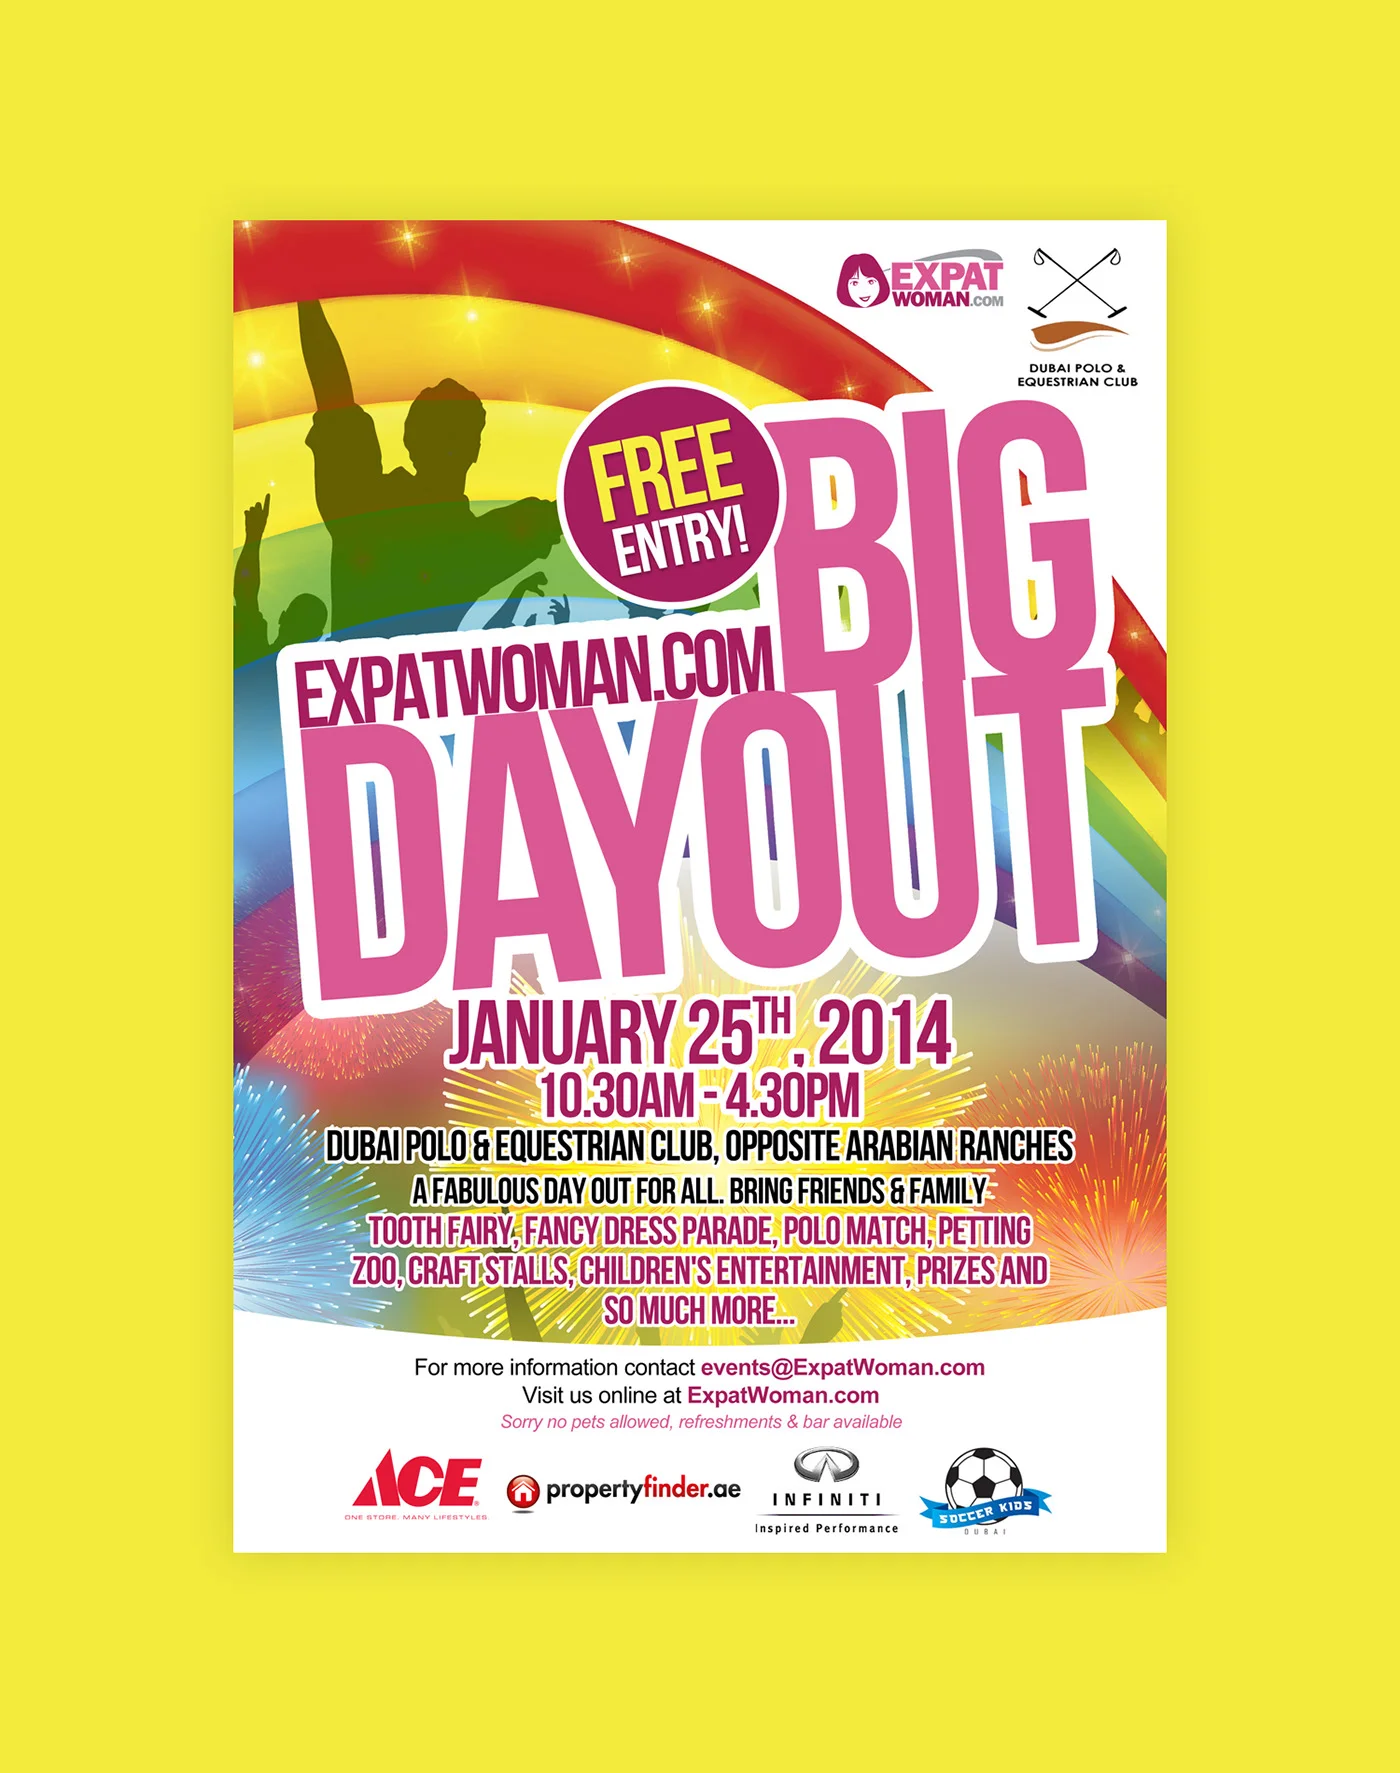 EXPAT
WOMAN.COM
DUBAI POLO &
EQUESTRIAN CLUB
FREE
ENTRY!
BIG
EXPATWOMAN.COM
DAYOUT
JANUARY 25TH, 2014
10.30AM - 4.30PM
DUBAI POLO & EQUESTRIAN CLUB, OPPOSITE ARABIAN RANCHES
A FABULOUS DAY OUT FOR ALL. BRING FRIENDS & FAMILY
TOOTH FAIRY, FANCY DRESS PARADE, POLO MATCH, PETTING
ZOO, CRAFT STALLS, CHILDREN'S ENTERTAINMENT, PRIZES AND
SO MUCH MORE...
For more information contact events@ExpatWoman.com
Visit us online at ExpatWoman.com
Sorry no pets allowed, refreshments & bar available
ACE
ONE STORE. MANY LIFESTYLES.
propertyfinder.ae
INFINITI
Inspired Performance
SOCCER KIDS
DUBAI